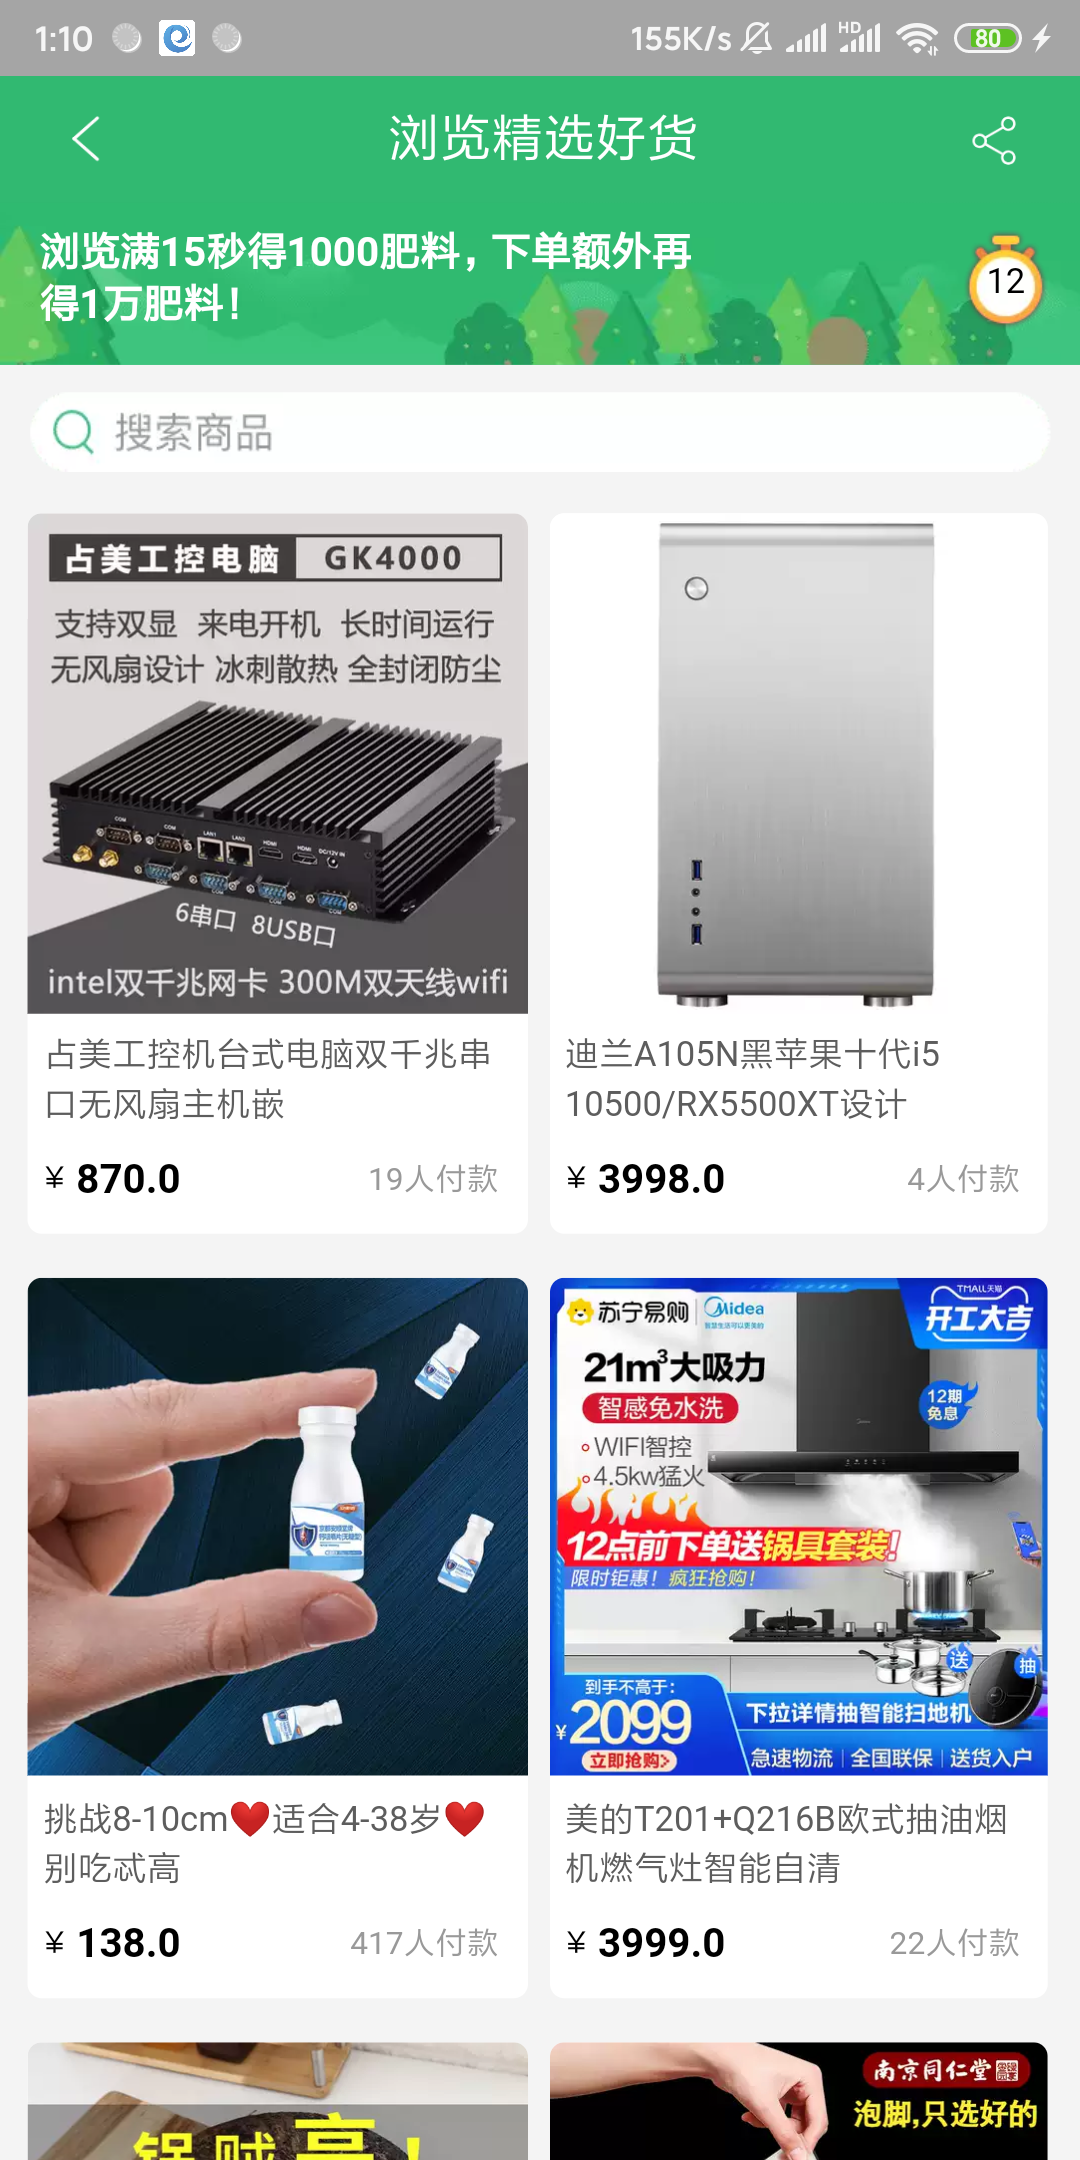 1:10
155K/s
HD
80
浏览精选好货
浏览满15秒得1000肥料，下单额外再
得1万肥料！
12
搜索商品
占美工控电脑 GK4000
支持双显 来电开机 长时间运行
无风扇设计 冰刺散热 全封闭防尘
COM COM LAN1 LAN2 HDMI HDMI DC/12V IN
COM COM COM COM
6串口 8USB口
intel双千兆网卡 300M双天线wifi
占美工控机台式电脑双千兆串
口无风扇主机嵌
¥ 870.0
19人付款
迪兰A105N黑苹果十代i5
10500/RX5500XT设计
¥ 3998.0
4人付款
挑战8-10cm❤️适合4-38岁❤️
别吃忒高
¥ 138.0
417人付款
苏宁易购 Midea
TMALL天猫
开工大吉
21m³大吸力
智感免水洗
WIFI智控
4.5kw猛火
12期
免息
12点前下单送锅具套装!
限时钜惠！疯狂抢购！
送
抽
到手不高于：
¥2099
立即抢购>
下拉详情抽智能扫地机
急速物流 | 全国联保 | 送货入户
美的T201+Q216B欧式抽油烟
机燃气灶智能自清
¥ 3999.0
22人付款
南京同仁堂
泡脚,只选好的